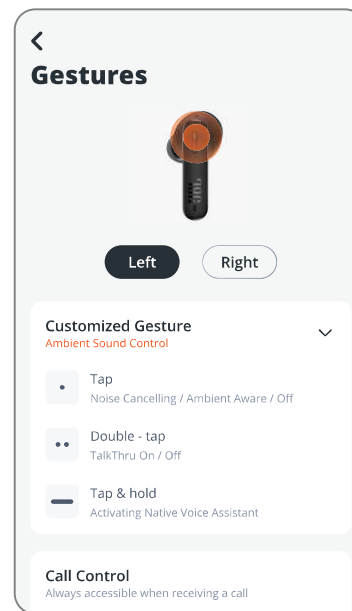 Gestures
Left
Right
Customized Gesture
Ambient Sound Control
Tap
Noise Cancelling / Ambient Aware / Off
Double - tap
TalkThru On / Off
Tap & hold
Activating Native Voice Assistant
Call Control
Always accessible when receiving a call